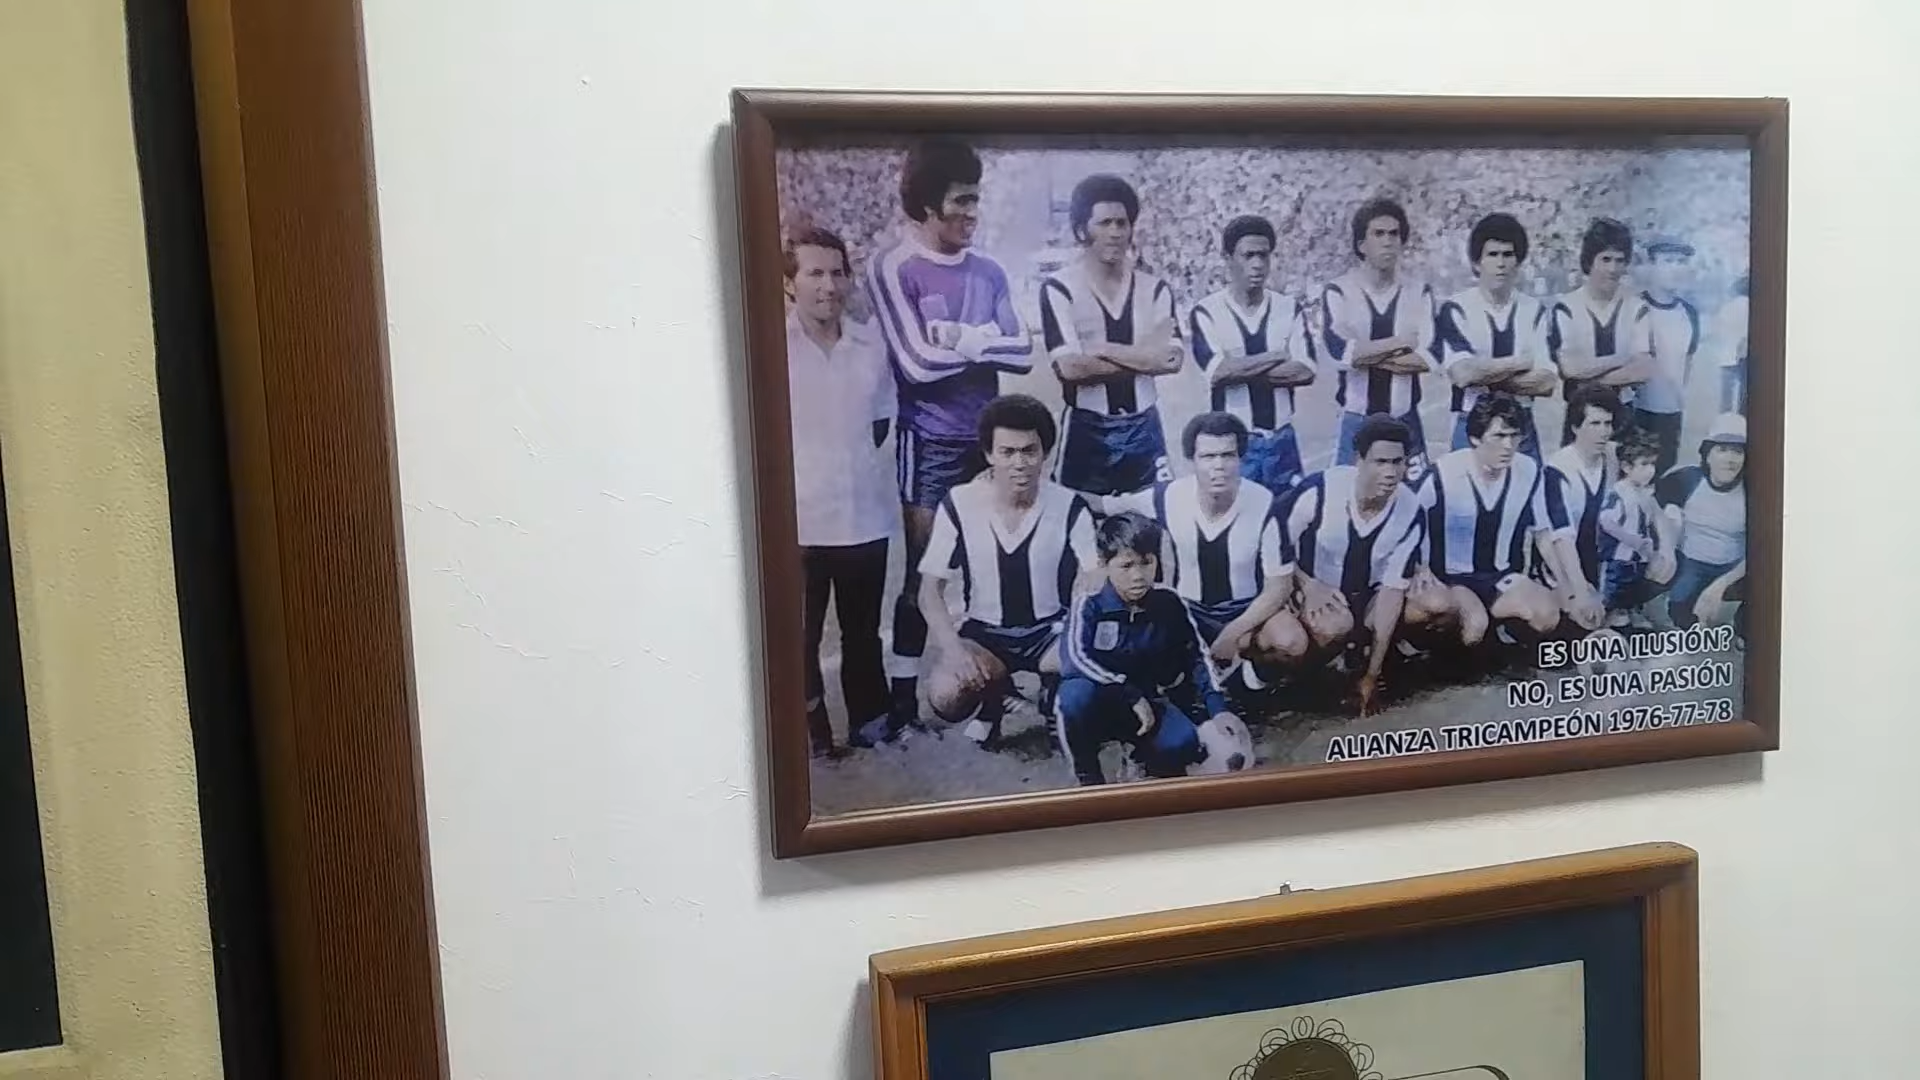 ES UNA ILUSIÓN?
NO, ES UNA PASIÓN
ALIANZA TRICAMPEÓN 1976-77-78